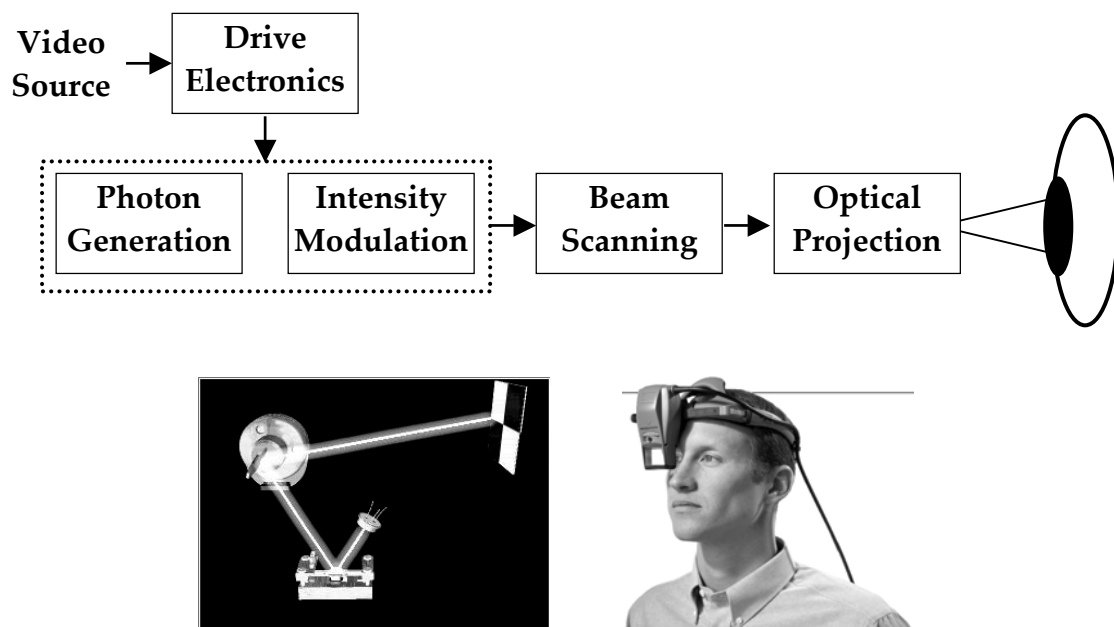 Video
Source
Drive
Electronics
Photon
Generation
Intensity
Modulation
Beam
Scanning
Optical
Projection